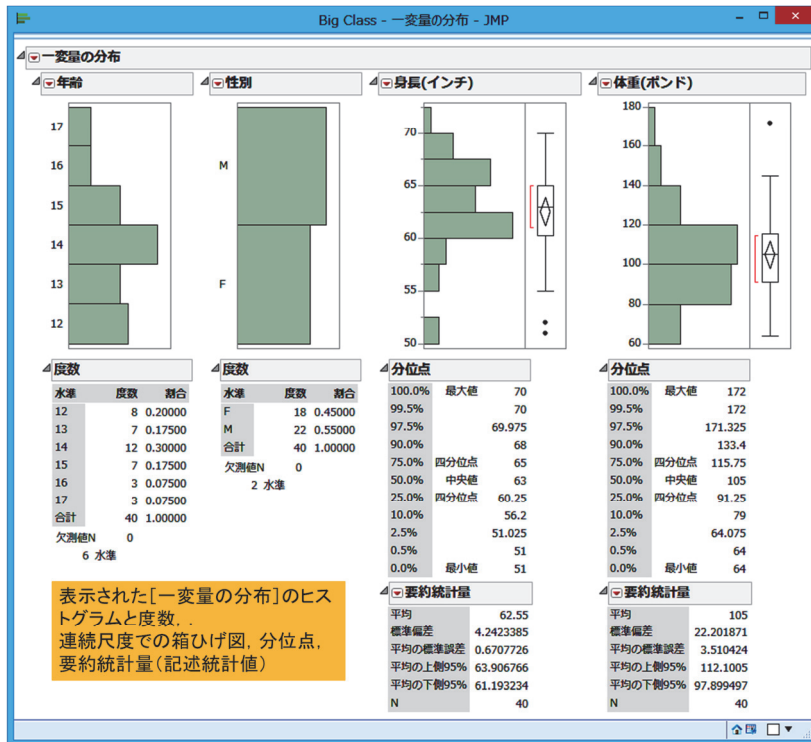 Big Class - 一変量の分布 - JMP
一変量の分布
年齢
17
16
15
14
13
12
度数
水準 度数 割合
12 8 0.20000
13 7 0.17500
14 12 0.30000
15 7 0.17500
16 3 0.07500
17 3 0.07500
合計 40 1.00000
欠測値N 0
6 水準
性別
M
F
度数
水準 度数 割合
F 18 0.45000
M 22 0.55000
合計 40 1.00000
欠測値N 0
2 水準
身長(インチ)
70
65
60
55
50
分位点
100.0% 最大値 70
99.5% 70
97.5% 69.975
90.0% 68
75.0% 四分位点 65
50.0% 中央値 63
25.0% 四分位点 60.25
10.0% 56.2
2.5% 51.025
0.5% 51
0.0% 最小値 51
要約統計量
平均 62.55
標準偏差 4.2423385
平均の標準誤差 0.6707726
平均の上側95% 63.906766
平均の下側95% 61.193234
N 40
体重(ポンド)
180
160
140
120
100
80
60
分位点
100.0% 最大値 172
99.5% 172
97.5% 171.325
90.0% 133.4
75.0% 四分位点 115.75
50.0% 中央値 105
25.0% 四分位点 91.25
10.0% 79
2.5% 64.075
0.5% 64
0.0% 最小値 64
要約統計量
平均 105
標準偏差 22.201871
平均の標準誤差 3.510424
平均の上側95% 112.1005
平均の下側95% 97.899497
N 40
表示された[一変量の分布]のヒス
トグラムと度数, .
連続尺度での箱ひげ図, 分位点,
要約統計量(記述統計値)